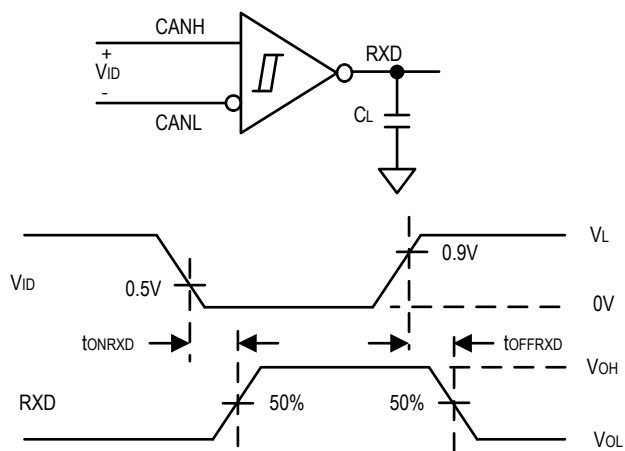 CANH
+
VID
-
CANL
RXD
CL
VL
0.9V
VID
0.5V
0V
tONRXD
tOFFRXD
VOH
RXD
50%
50%
VOL